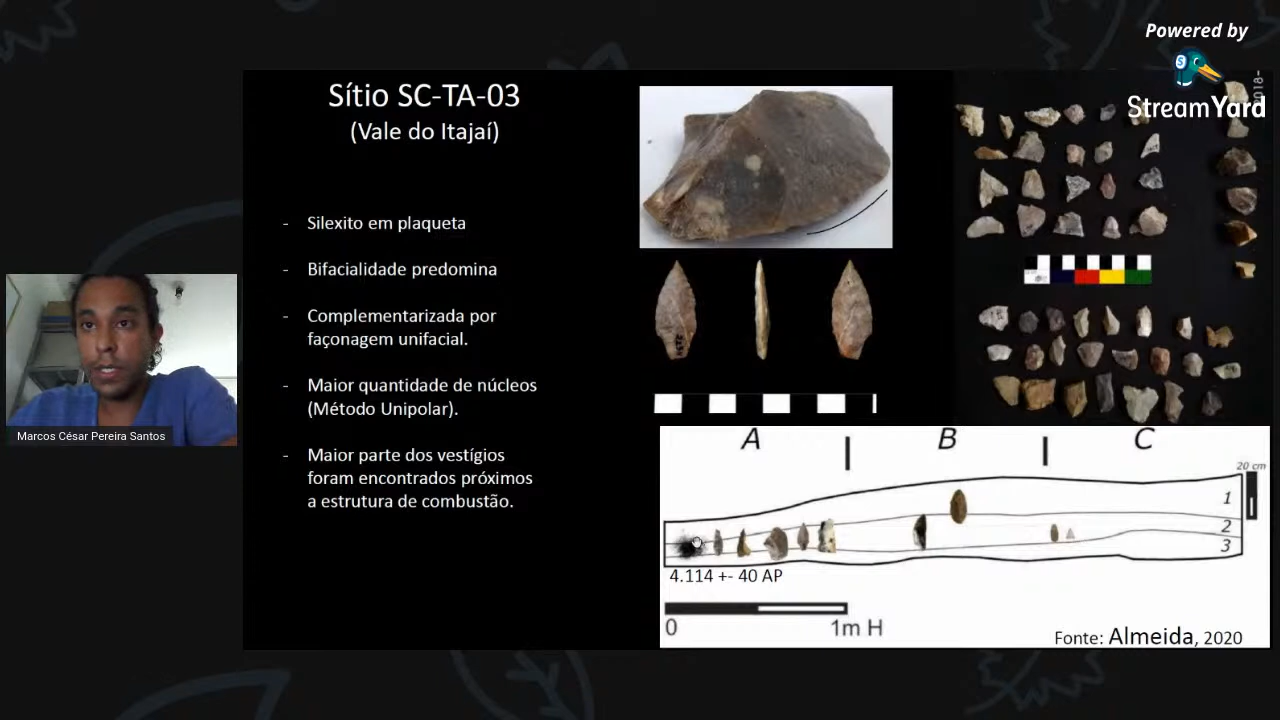 Powered by
StreamYard
2018-
Sítio SC-TA-03
(Vale do Itajaí)
- Silexito em plaqueta
- Bifacialidade predomina
- Complementarizada por
façonagem unifacial.
- Maior quantidade de núcleos
(Método Unipolar).
- Maior parte dos vestígios
foram encontrados próximos
a estrutura de combustão.
Marcos César Pereira Santos
A B C
20 cm
1
2
3
4.114 +- 40 AP
0 1m H
Fonte: Almeida, 2020